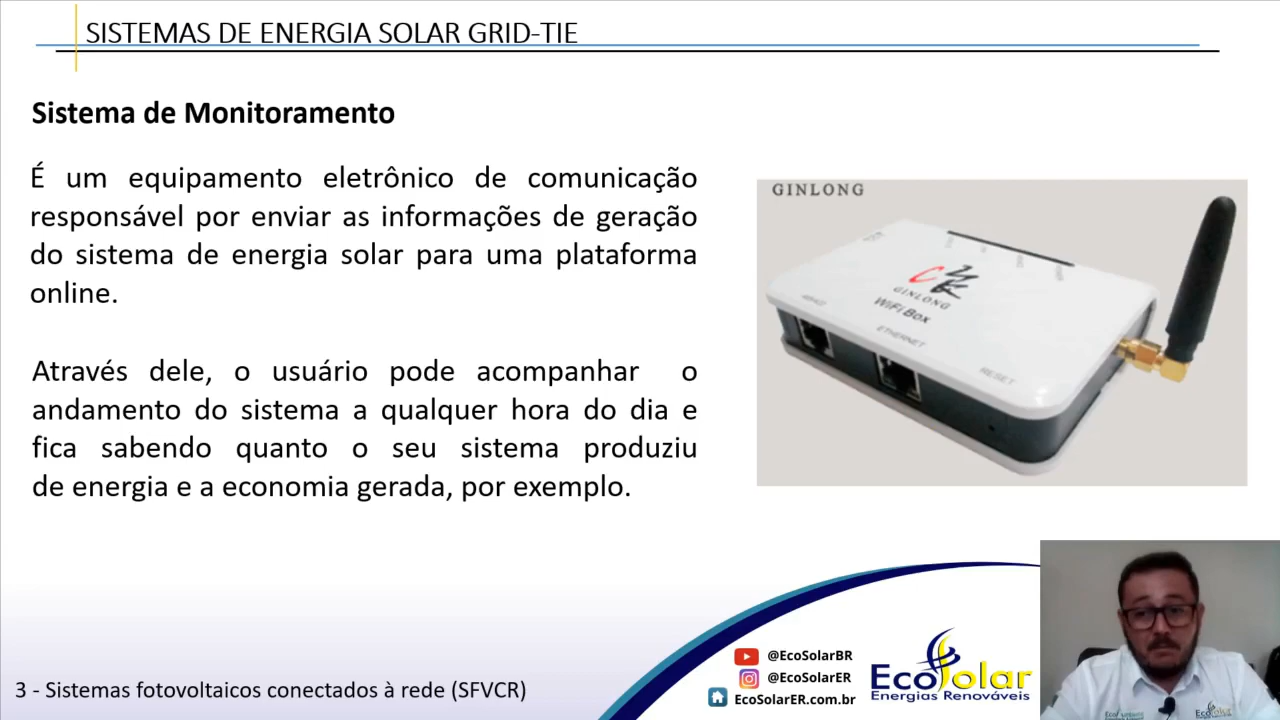 SISTEMAS DE ENERGIA SOLAR GRID-TIE
Sistema de Monitoramento
É um equipamento eletrônico de comunicação
responsável por enviar as informações de geração
do sistema de energia solar para uma plataforma
online.
Através dele, o usuário pode acompanhar o
andamento do sistema a qualquer hora do dia e
fica sabendo quanto o seu sistema produziu
de energia e a economia gerada, por exemplo.
GINLONG
GINLONG
WiFi Box
ETHERNET
RESET
@EcoSolarBR
@EcoSolarER
EcoSolarER.com.br
EcoSolar
Energias Renováveis
3 - Sistemas fotovoltaicos conectados à rede (SFVCR)